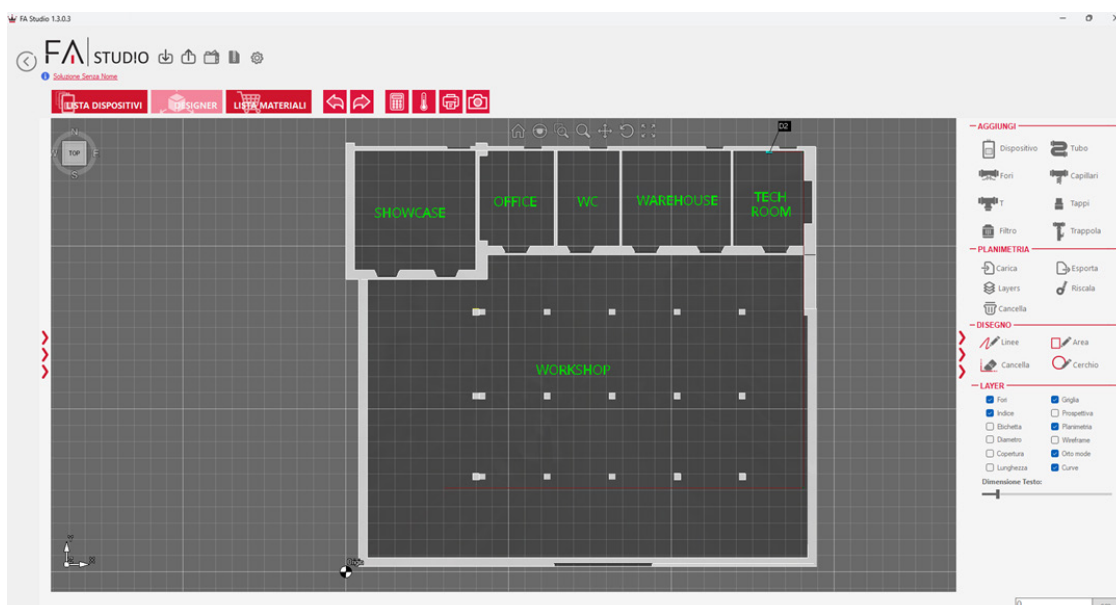 FA Studio 1.3.0.3
FA STUDIO
Soluzione Senza Nome
LISTA DISPOSITIVI
DESIGNER
LISTA MATERIALI
N
TOP
E
S
D2
SHOWCASE
OFFICE
WC
WAREHOUSE
TECH
ROOM
WORKSHOP
X
AGGIUNGI
Dispositivo
Tubo
Fori
Capillari
T
Tappi
Filtro
Trappola
PLANIMETRIA
Carica
Esporta
Layers
Riscala
Cancella
DISEGNO
Linee
Area
Cancella
Cerchio
LAYER
Fori
Griglia
Indice
Prospettiva
Etichetta
Planimetria
Diametro
Wireframe
Copertura
Orto mode
Lunghezza
Curve
Dimensione Testo:
0